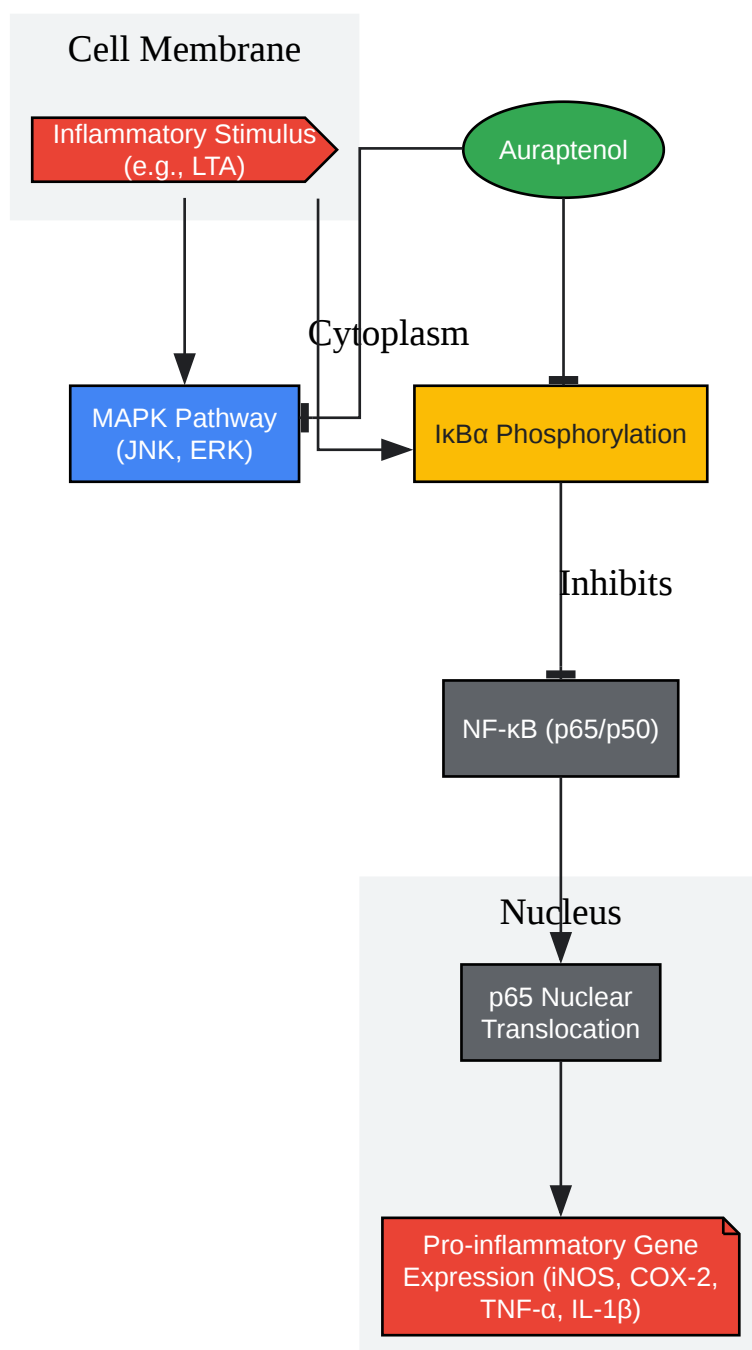 Cell Membrane
Inflammatory Stimulus
(e.g., LTA)
Auraptenol
Cytoplasm
MAPK Pathway
(JNK, ERK)
IκBα Phosphorylation
Inhibits
NF-κB (p65/p50)
Nucleus
p65 Nuclear
Translocation
Pro-inflammatory Gene
Expression (iNOS, COX-2,
TNF-α, IL-1β)